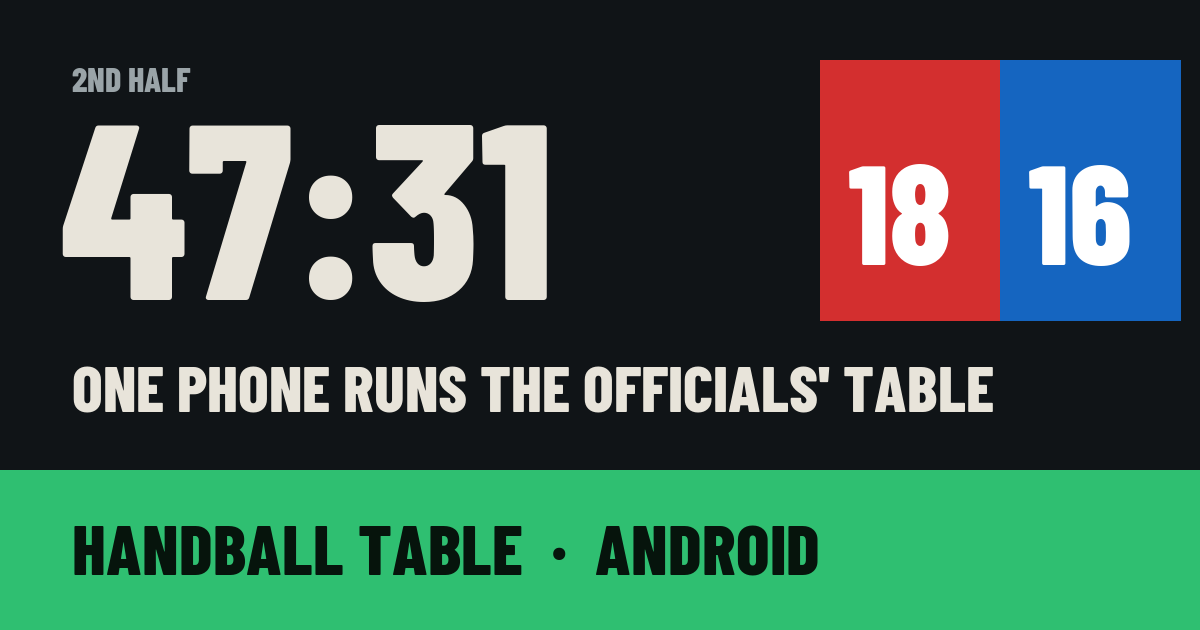 2ND HALF
47:31
18 16
ONE PHONE RUNS THE OFFICIALS' TABLE
HANDBALL TABLE · ANDROID